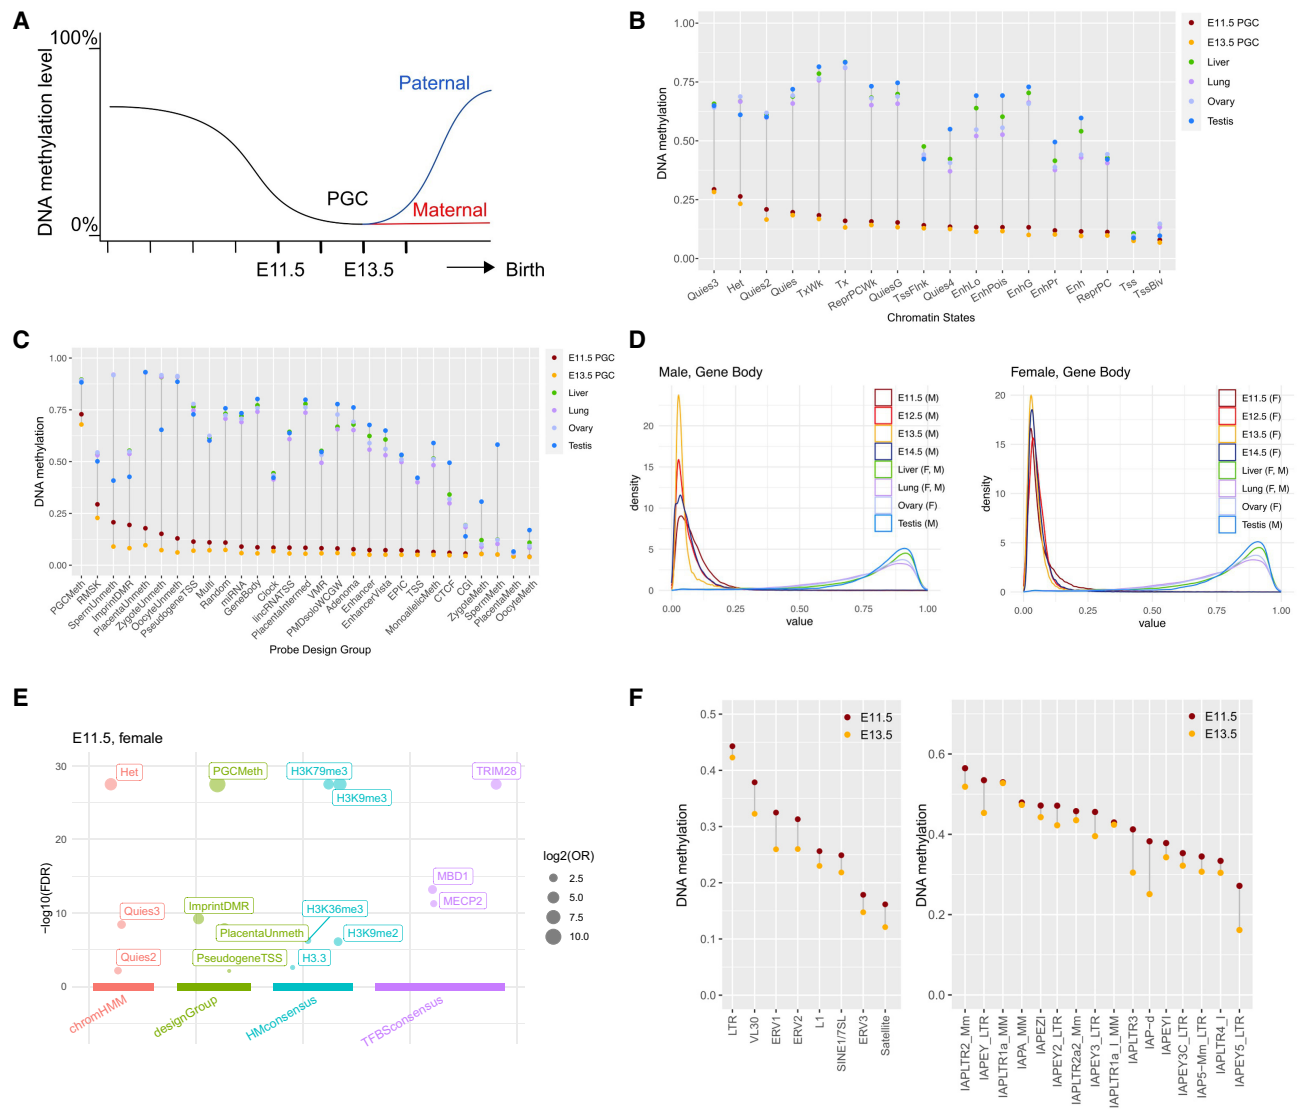 A
100%
DNA methylation level
0%
Paternal
PGC
Maternal
E11.5
E13.5
Birth
B
1.00
0.75
0.50
0.25
0.00
DNA methylation
Quies3
Het
Quies2
Quies
TxWk
Tx
ReprPCWk
QuiesG
TssFlnk
Quies4
EnhLo
EnhPois
EnhG
EnhPr
Enh
ReprPC
Tss
TssBiv
Chromatin States
E11.5 PGC
E13.5 PGC
Liver
Lung
Ovary
Testis
C
1.00
0.75
0.50
0.25
0.00
DNA methylation
PGCMeth
RMSK
SpermUnmeth
ImprintDMR
PlacentaUnmeth
ZygoteUnmeth
OocyteUnmeth
PseudogeneTSS
Multi
Random
miRNA
GeneBody
Clock
lincRNATSS
PlacentaIntermed
VMR
PMDsoloWCGW
Adenoma
Enhancer
EnhancerVista
EPIC
TSS
MonoallelicMeth
CTCF
CGI
ZygoteMeth
SpermMeth
PlacentaMeth
OocyteMeth
Probe Design Group
E11.5 PGC
E13.5 PGC
Liver
Lung
Ovary
Testis
D
Male, Gene Body
20
15
10
5
0
density
0.00
0.25
0.50
0.75
1.00
value
E11.5 (M)
E12.5 (M)
E13.5 (M)
E14.5 (M)
Liver (F, M)
Lung (F, M)
Ovary (F)
Testis (M)
Female, Gene Body
20
15
10
5
0
density
0.00
0.25
0.50
0.75
1.00
value
E11.5 (F)
E12.5 (F)
E13.5 (F)
E14.5 (F)
Liver (F, M)
Lung (F, M)
Ovary (F)
Testis (M)
E
E11.5, female
30
20
10
0
−log10(FDR)
Het
PGCMeth
H3K79me3
H3K9me3
TRIM28
MBD1
MECP2
Quies3
ImprintDMR
H3K36me3
PlacentaUnmeth
H3K9me2
Quies2
PseudogeneTSS
H3.3
chromHMM
designGroup
HMconsensus
TFBSconsensus
log2(OR)
2.5
5.0
7.5
10.0
F
0.5
0.4
0.3
0.2
0.1
0.0
DNA methylation
E11.5
E13.5
LTR
VL30
ERV1
ERV2
L1
SINE1/7SL
ERV3
Satellite
0.6
0.4
0.2
0.0
DNA methylation
E11.5
E13.5
IAPLTR2_Mm
IAPEY_LTR
IAPLTR1a_MM
IAPA_MM
IAPEZI
IAPEY2_LTR
IAPLTR2a2_Mm
IAPEY3_LTR
IAPLTR1a_I_MM
IAPLTR3
IAP−d
IAPEYI
IAPEY3C_LTR
IAP5−Mm_LTR
IAPLTR4_I
IAPEY5_LTR